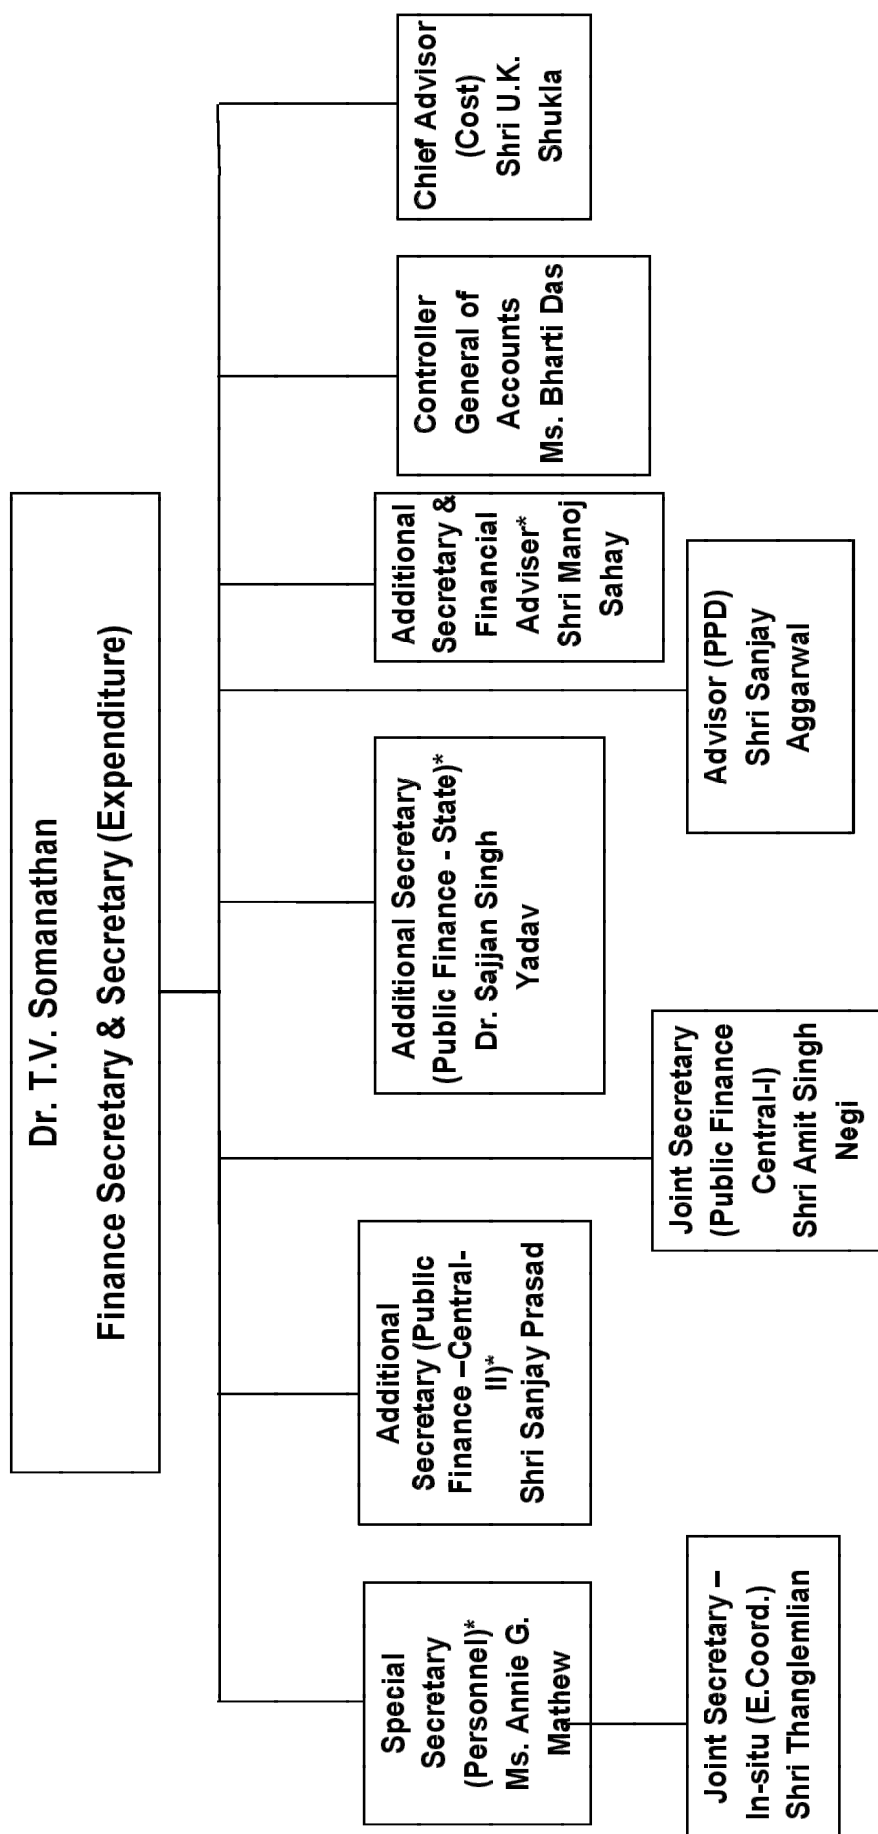 Dr. T.V. Somanathan
Finance Secretary & Secretary (Expenditure)
Special
Secretary
(Personnel)*
Ms. Annie G.
Mathew
Additional
Secretary (Public
Finance –Central-
II)*
Shri Sanjay Prasad
Additional Secretary
(Public Finance - State)*
Dr. Sajjan Singh
Yadav
Additional
Secretary &
Financial
Adviser*
Shri Manoj
Sahay
Controller
General of
Accounts
Ms. Bharti Das
Chief Advisor
(Cost)
Shri U.K.
Shukla
Joint Secretary –
In-situ (E.Coord.)
Shri Thanglemlian
Joint Secretary
(Public Finance
Central-I)
Shri Amit Singh
Negi
Advisor (PPD)
Shri Sanjay
Aggarwal